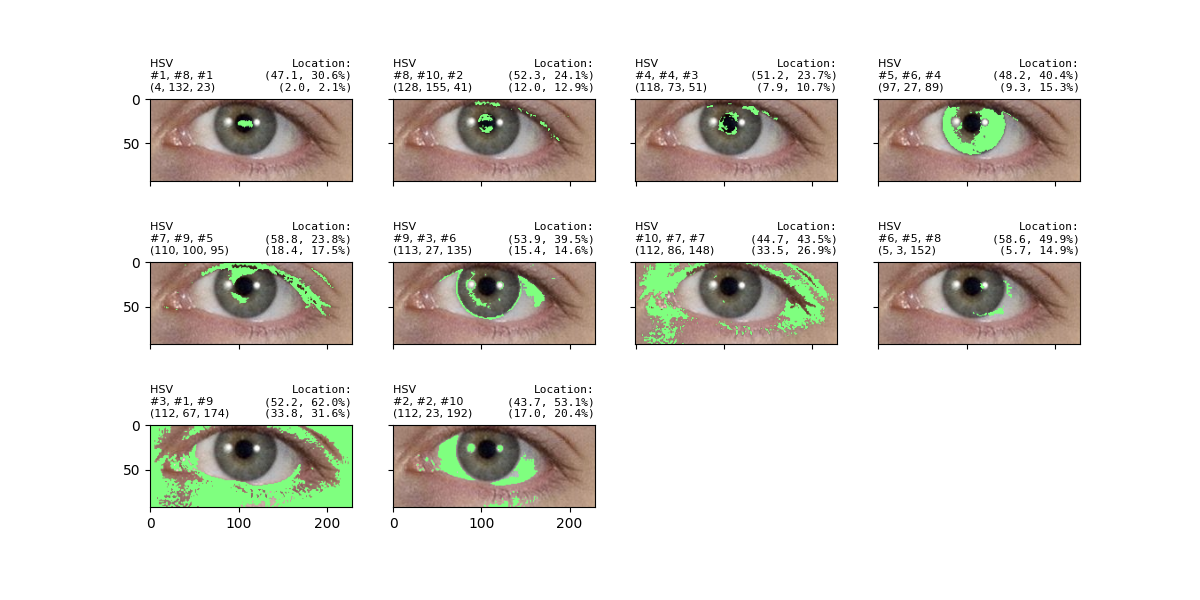 HSV Location:
#1, #8, #1 (47.1, 30.6%)
(4, 132, 23) (2.0, 2.1%)
HSV Location:
#8, #10, #2 (52.3, 24.1%)
(128, 155, 41) (12.0, 12.9%)
HSV Location:
#4, #4, #3 (51.2, 23.7%)
(118, 73, 51) (7.9, 10.7%)
HSV Location:
#5, #6, #4 (48.2, 40.4%)
(97, 27, 89) (9.3, 15.3%)
0
50
HSV Location:
#7, #9, #5 (58.8, 23.8%)
(110, 100, 95) (18.4, 17.5%)
HSV Location:
#9, #3, #6 (53.9, 39.5%)
(113, 27, 135) (15.4, 14.6%)
HSV Location:
#10, #7, #7 (44.7, 43.5%)
(112, 86, 148) (33.5, 26.9%)
HSV Location:
#6, #5, #8 (58.6, 49.9%)
(5, 3, 152) (5.7, 14.9%)
0
50
HSV Location:
#3, #1, #9 (52.2, 62.0%)
(112, 67, 174) (33.8, 31.6%)
HSV Location:
#2, #2, #10 (43.7, 53.1%)
(112, 23, 192) (17.0, 20.4%)
0
50
0 100 200
0 100 200